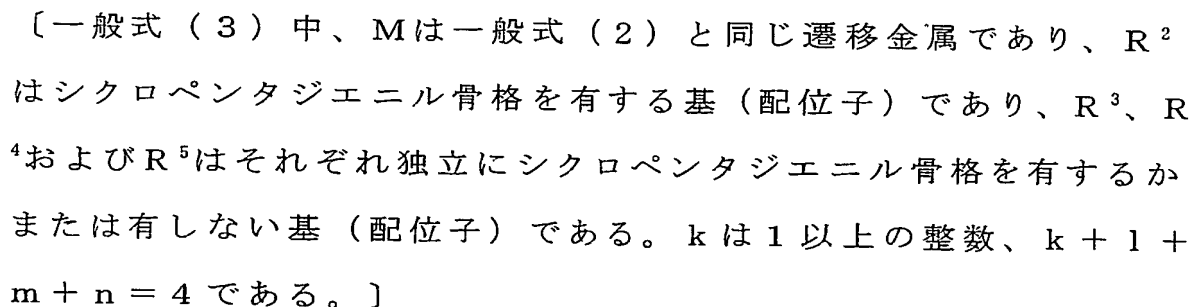 〔一般式（３）中、Ｍは一般式（２）と同じ遷移金属であり、Ｒ²
はシクロペンタジエニル骨格を有する基（配位子）であり、Ｒ³、Ｒ
⁴およびＲ⁵はそれぞれ独立にシクロペンタジエニル骨格を有するか
または有しない基（配位子）である。ｋは１以上の整数、ｋ＋ｌ＋
ｍ＋ｎ＝４である。〕